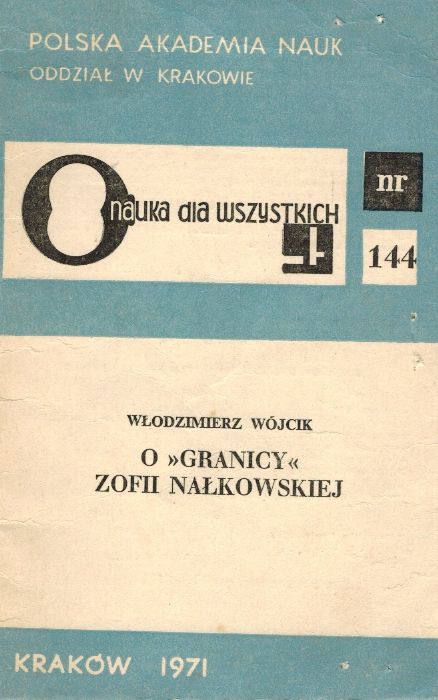 POLSKA AKADEMIA NAUK
ODDZIAŁ W KRAKOWIE
nauka dla WSZYSTKICH
nr
144
WŁODZIMIERZ WÓJCIK
O »GRANICY«
ZOFII NAŁKOWSKIEJ
KRAKÓW 1971